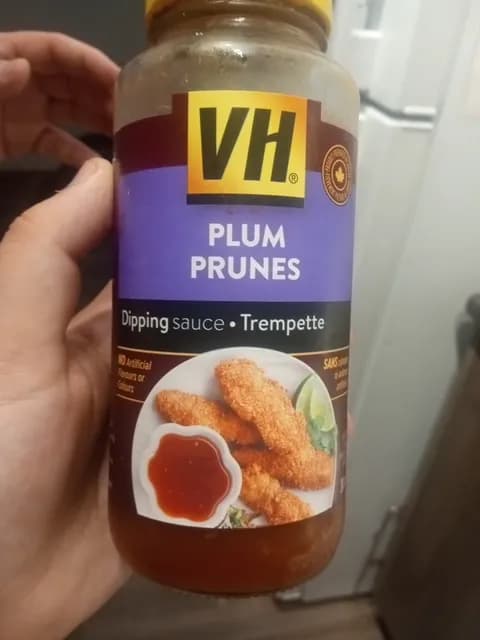 VH®
PLUM
PRUNES
Dipping sauce • Trempette
NO Artificial
Flavours or
Colours
SANS